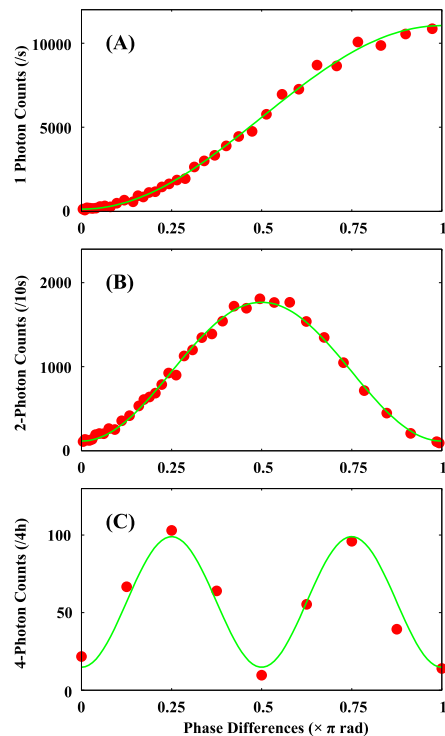 (A)
1 Photon Counts (/s)
10000
5000
0
0 0.25 0.5 0.75 1
(B)
2-Photon Counts (/10s)
2000
1000
0
0 0.25 0.5 0.75 1
(C)
4-Photon Counts (/4h)
100
50
0
0 0.25 0.5 0.75 1
Phase Differences (× π rad)